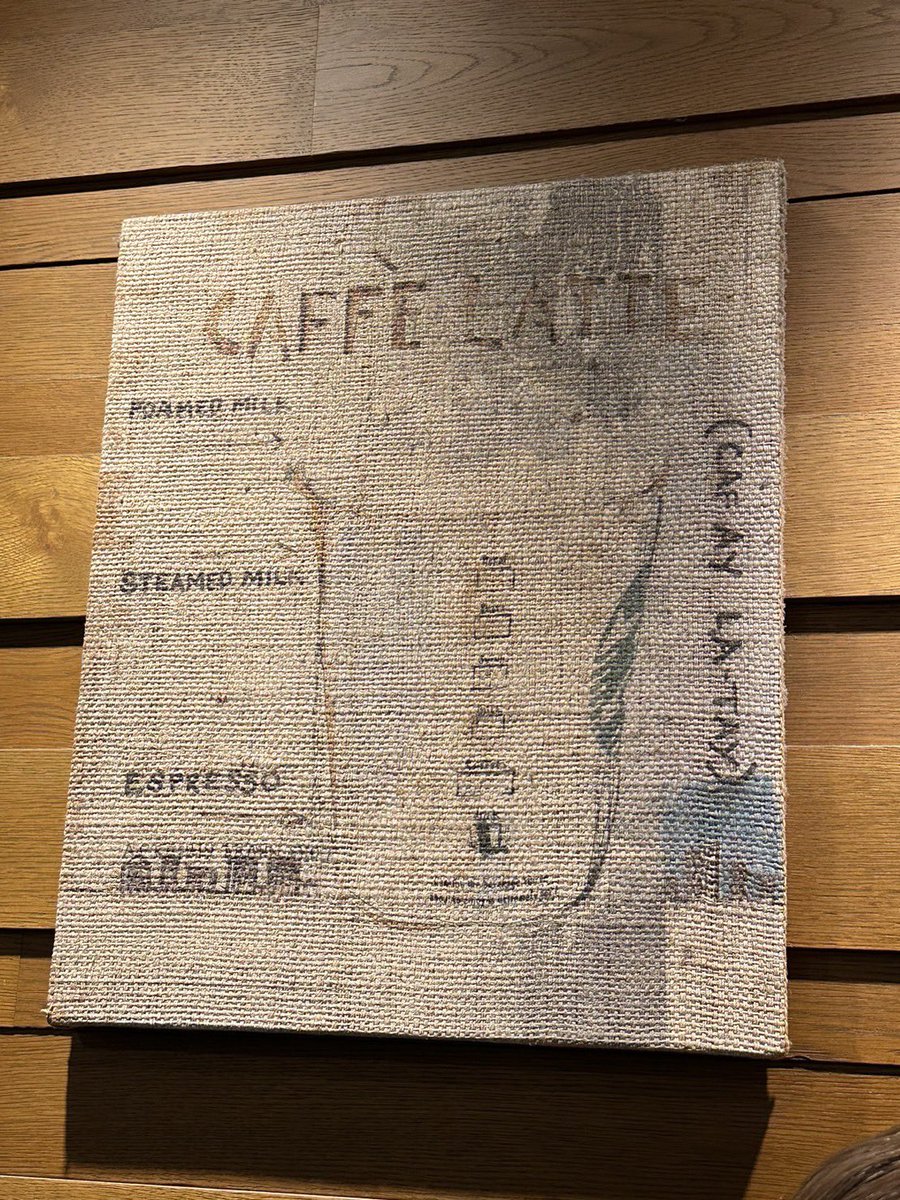 CAFFÈ LATTE
FOAMED MILK
STEAMED MILK
ESPRESSO
(CAF-AY LA-TAY)